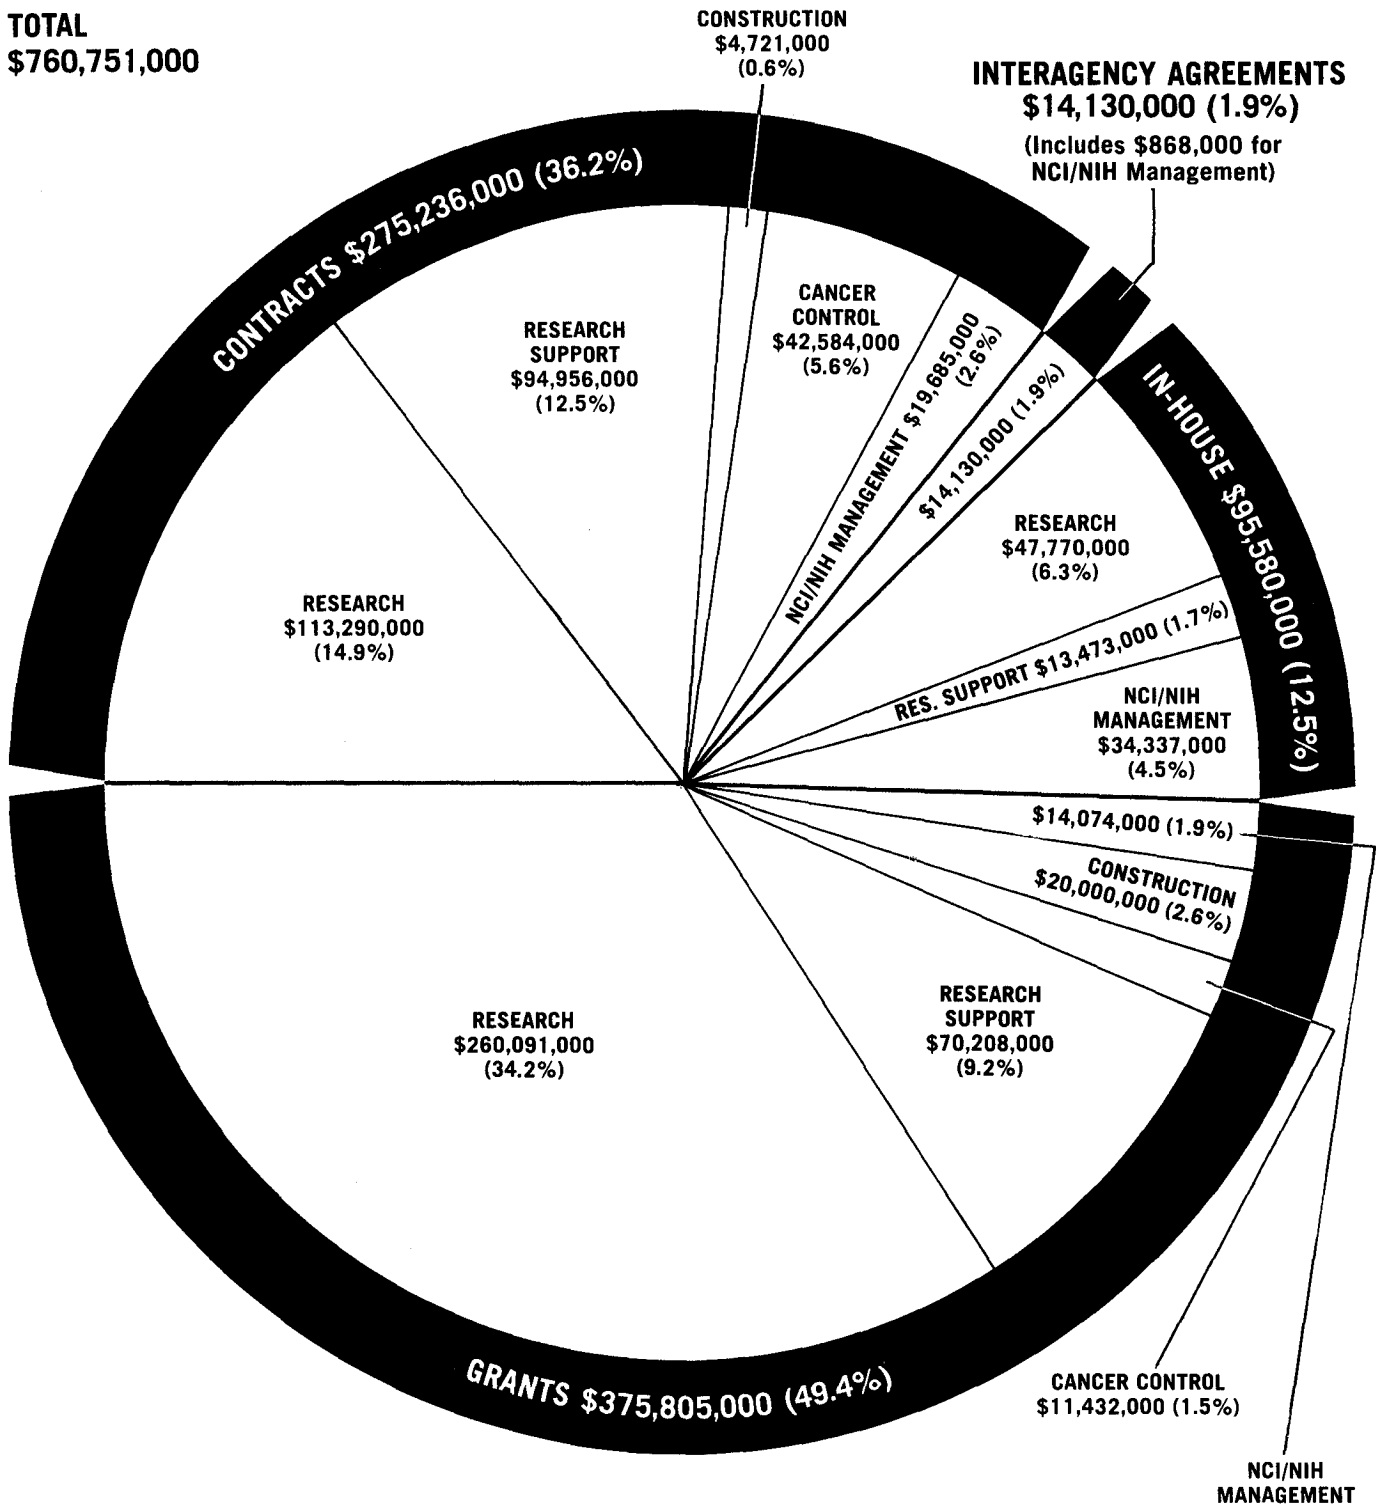 TOTAL
$760,751,000
CONSTRUCTION
$4,721,000
(0.6%)
INTERAGENCY AGREEMENTS
$14,130,000 (1.9%)
(Includes $868,000 for
NCI/NIH Management)
CONTRACTS $275,236,000 (36.2%)
RESEARCH
SUPPORT
$94,956,000
(12.5%)
CANCER
CONTROL
$42,584,000
(5.6%)
NCI/NIH MANAGEMENT $19,685,000
(2.6%)
$14,130,000 (1.9%)
IN-HOUSE $95,580,000 (12.5%)
RESEARCH
$47,770,000
(6.3%)
RESEARCH
$113,290,000
(14.9%)
RES. SUPPORT $13,473,000 (1.7%)
NCI/NIH
MANAGEMENT
$34,337,000
(4.5%)
$14,074,000 (1.9%)
CONSTRUCTION
$20,000,000 (2.6%)
RESEARCH
SUPPORT
$70,208,000
(9.2%)
RESEARCH
$260,091,000
(34.2%)
GRANTS $375,805,000 (49.4%)
CANCER CONTROL
$11,432,000 (1.5%)
NCI/NIH
MANAGEMENT